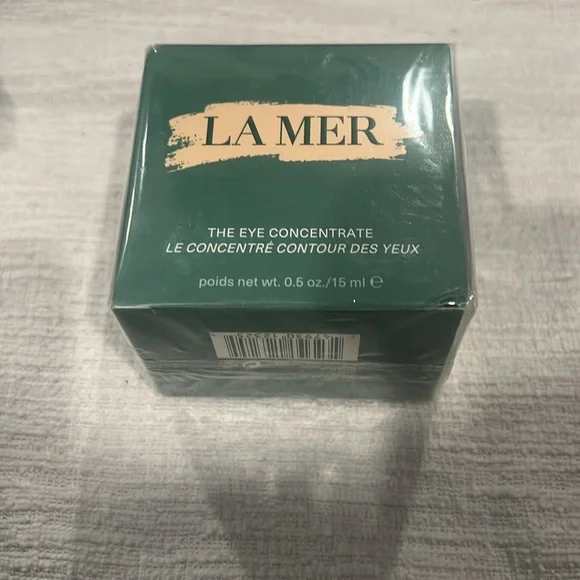 LA MER
THE EYE CONCENTRATE
LE CONCENTRÉ CONTOUR DES YEUX
poids net wt. 0.5 oz./15 ml ℮